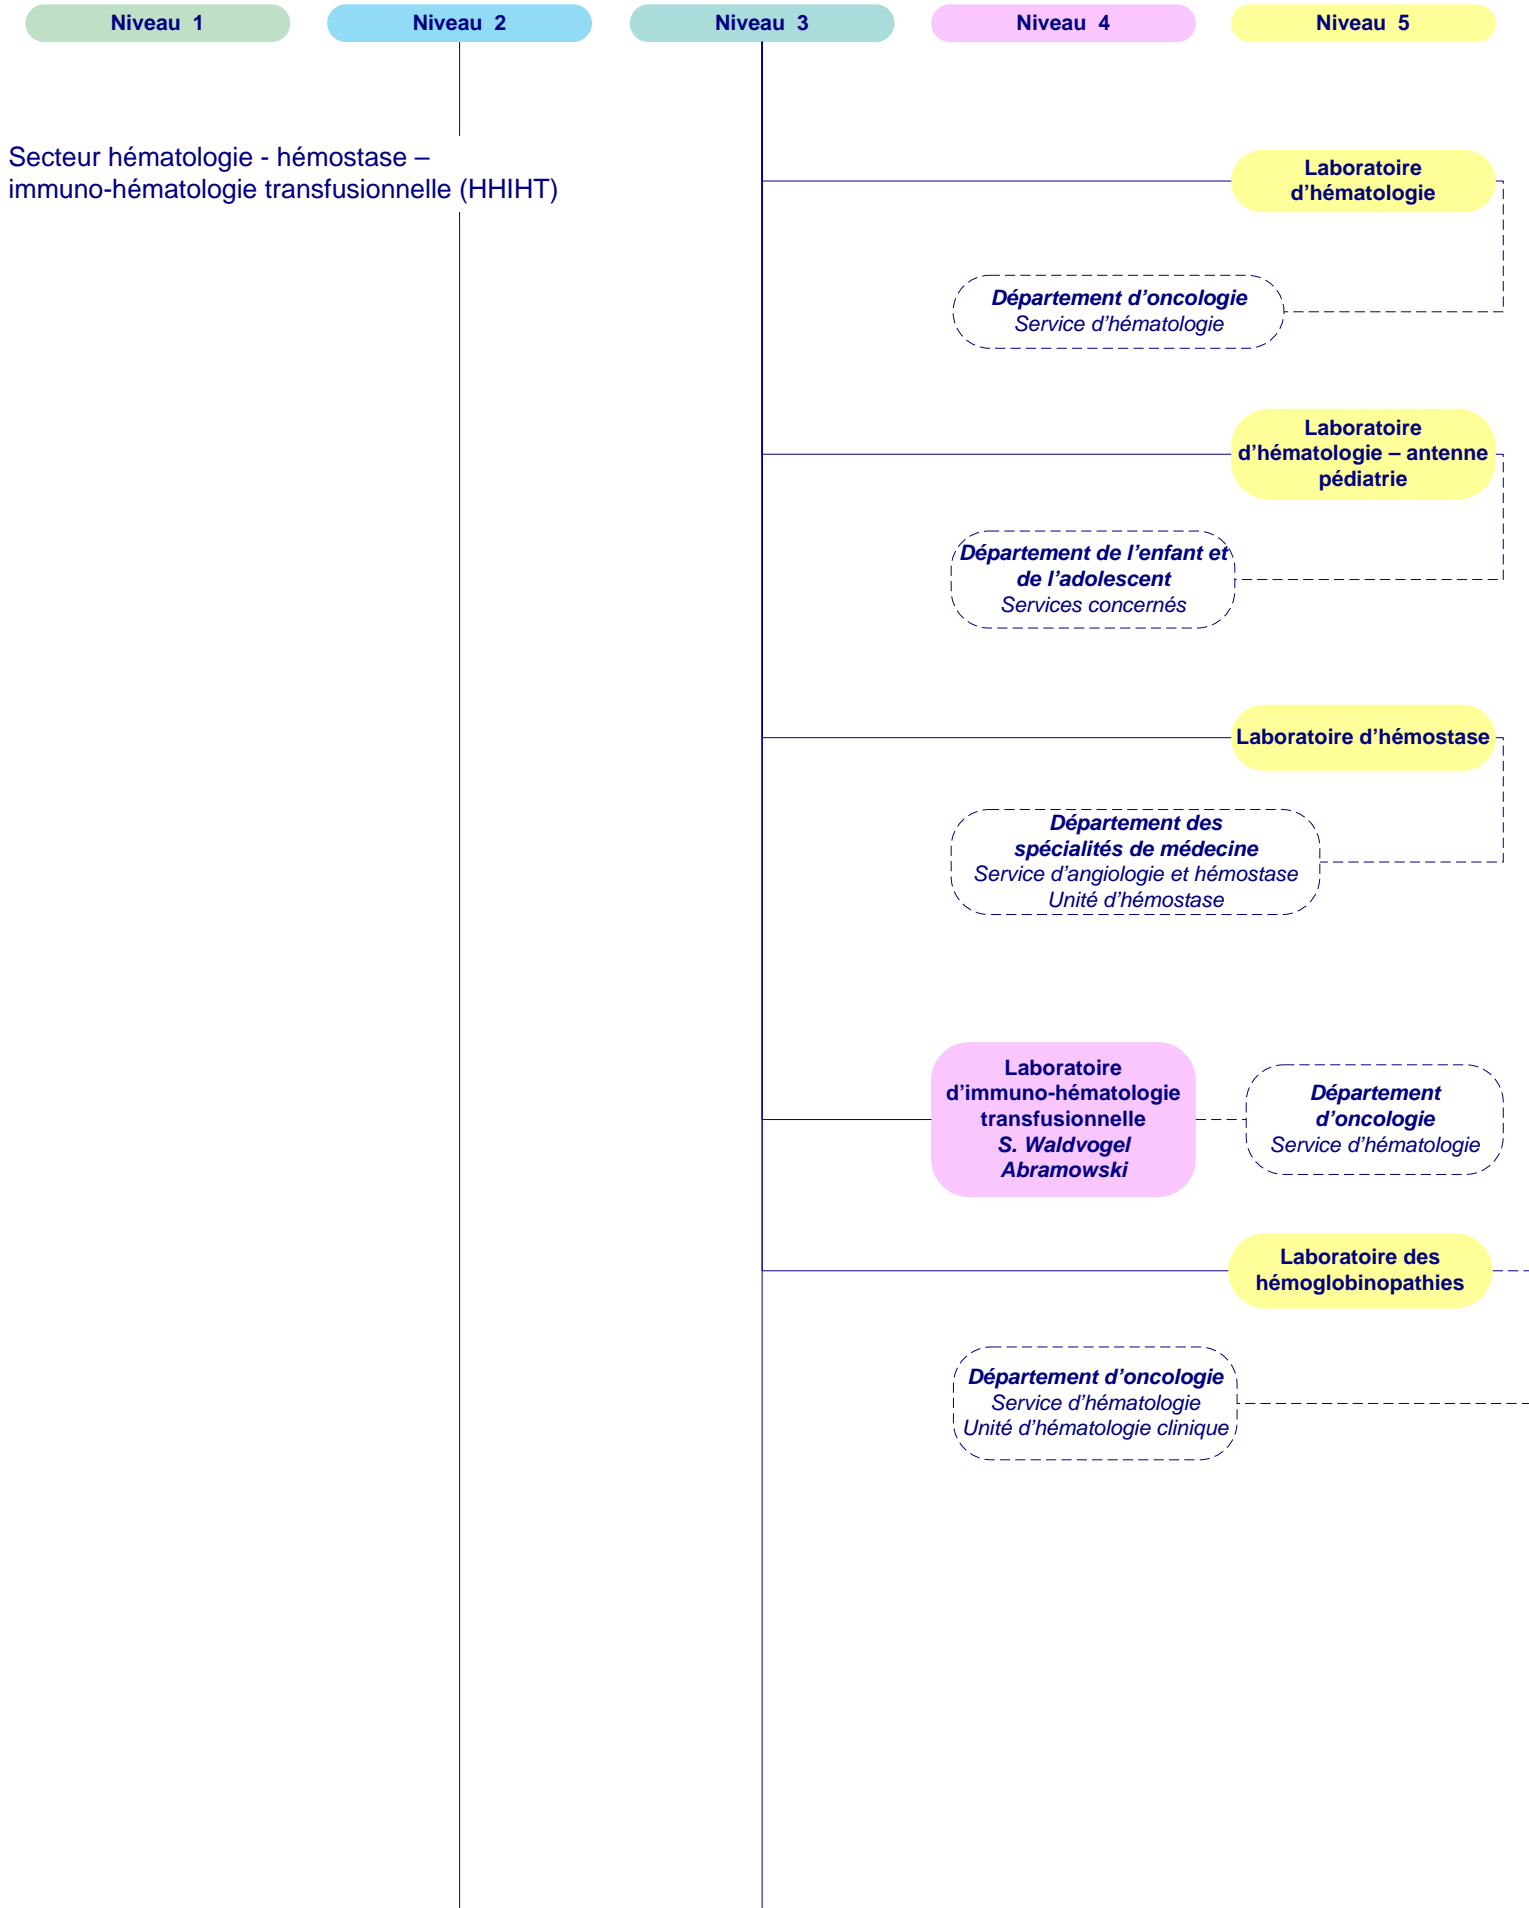 Niveau 1
Niveau 2
Niveau 3
Niveau 4
Niveau 5
Secteur hématologie - hémostase –
immuno-hématologie transfusionnelle (HHIHT)
Laboratoire
d’hématologie
Département d’oncologie
Service d’hématologie
Laboratoire
d’hématologie – antenne
pédiatrie
Département de l’enfant et
de l’adolescent
Services concernés
Laboratoire d’hémostase
Département des
spécialités de médecine
Service d’angiologie et hémostase
Unité d’hémostase
Laboratoire
d’immuno-hématologie
transfusionnelle
S. Waldvogel
Abramowski
Département
d’oncologie
Service d’hématologie
Laboratoire des
hémoglobinopathies
Département d’oncologie
Service d’hématologie
Unité d’hématologie clinique